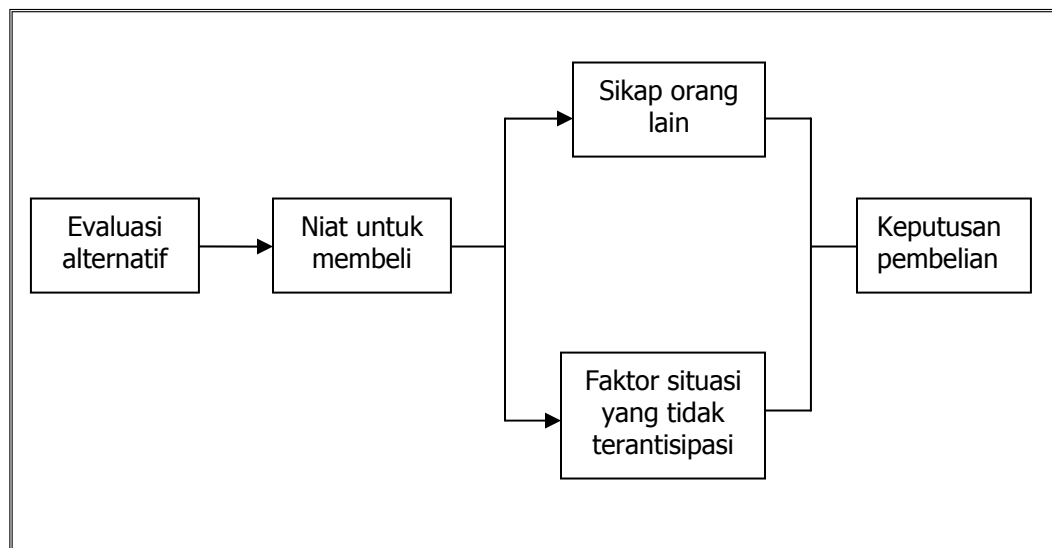 Evaluasi
alternatif
Niat untuk
membeli
Sikap orang
lain
Faktor situasi
yang tidak
terantisipasi
Keputusan
pembelian